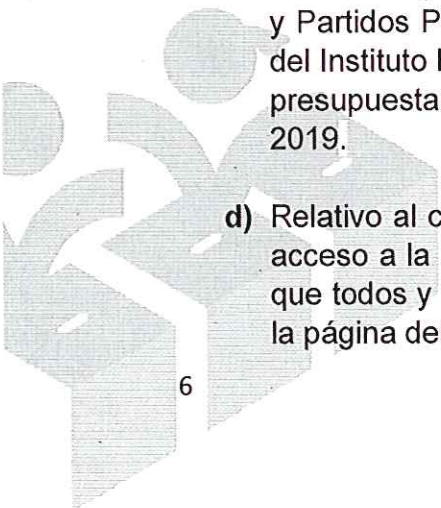 y Partidos P
del Instituto
presupuesta
2019.
d) Relativo al
acceso a la
que todos y
la página de
6